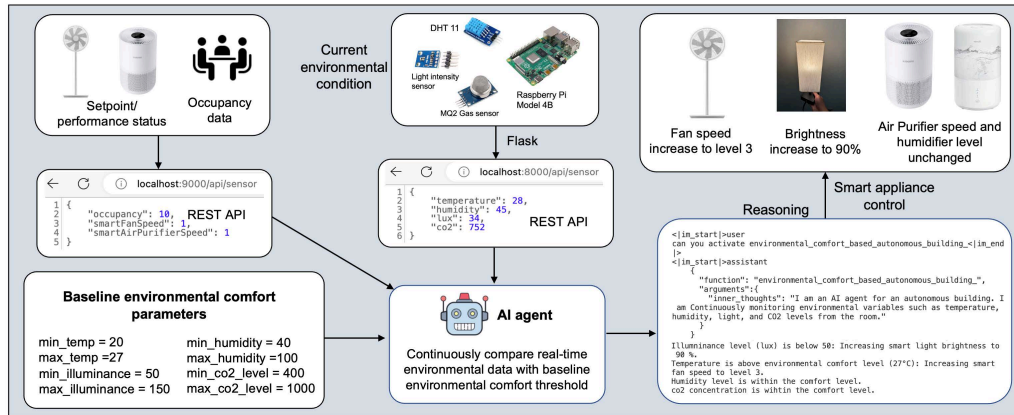 Setpoint/
performance status
Occupancy
data
Current
environmental
condition
DHT 11
Light intensity
sensor
MQ2 Gas sensor
Raspberry Pi
Model 4B
Flask
Fan speed
increase to level 3
Brightness
increase to 90%
Air Purifier speed and
humidifier level
unchanged
localhost:9000/api/sensor
1 {
2 "occupancy": 10,
3 "smartFanSpeed": 1,
4 "smartAirPurifierSpeed": 1
5 }
REST API
localhost:8000/api/sensor
1 {
2 "temperature": 28,
3 "humidity": 45,
4 "lux": 34,
5 "co2": 752
6 }
REST API
Reasoning
Smart appliance
control
Baseline environmental comfort
parameters
min_temp = 20
max_temp =27
min_illuminance = 50
max_illuminance = 150
min_humidity = 40
max_humidity =100
min_co2_level = 400
max_co2_level = 1000
AI agent
Continuously compare real-time
environmental data with baseline
environmental comfort threshold
<|im_start|>user
can you activate environmental_comfort_based_autonomous_building_<|im_end
|>
<|im_start|>assistant
{
"function": "environmental_comfort_based_autonomous_building_",
"arguments":{
"inner_thoughts": "I am an AI agent for an autonomous building. I
am Continuously monitoring environmental variables such as temperature,
humidity, light, and CO2 levels from the room."
}
}
Illumninance level (lux) is below 50: Increasing smart light brightness to
90 %.
Temperature is above environmental comfort level (27°C): Increasing smart
fan speed to level 3.
Humidity level is within the comfort level.
co2 concentration is wihtin the comfort level.